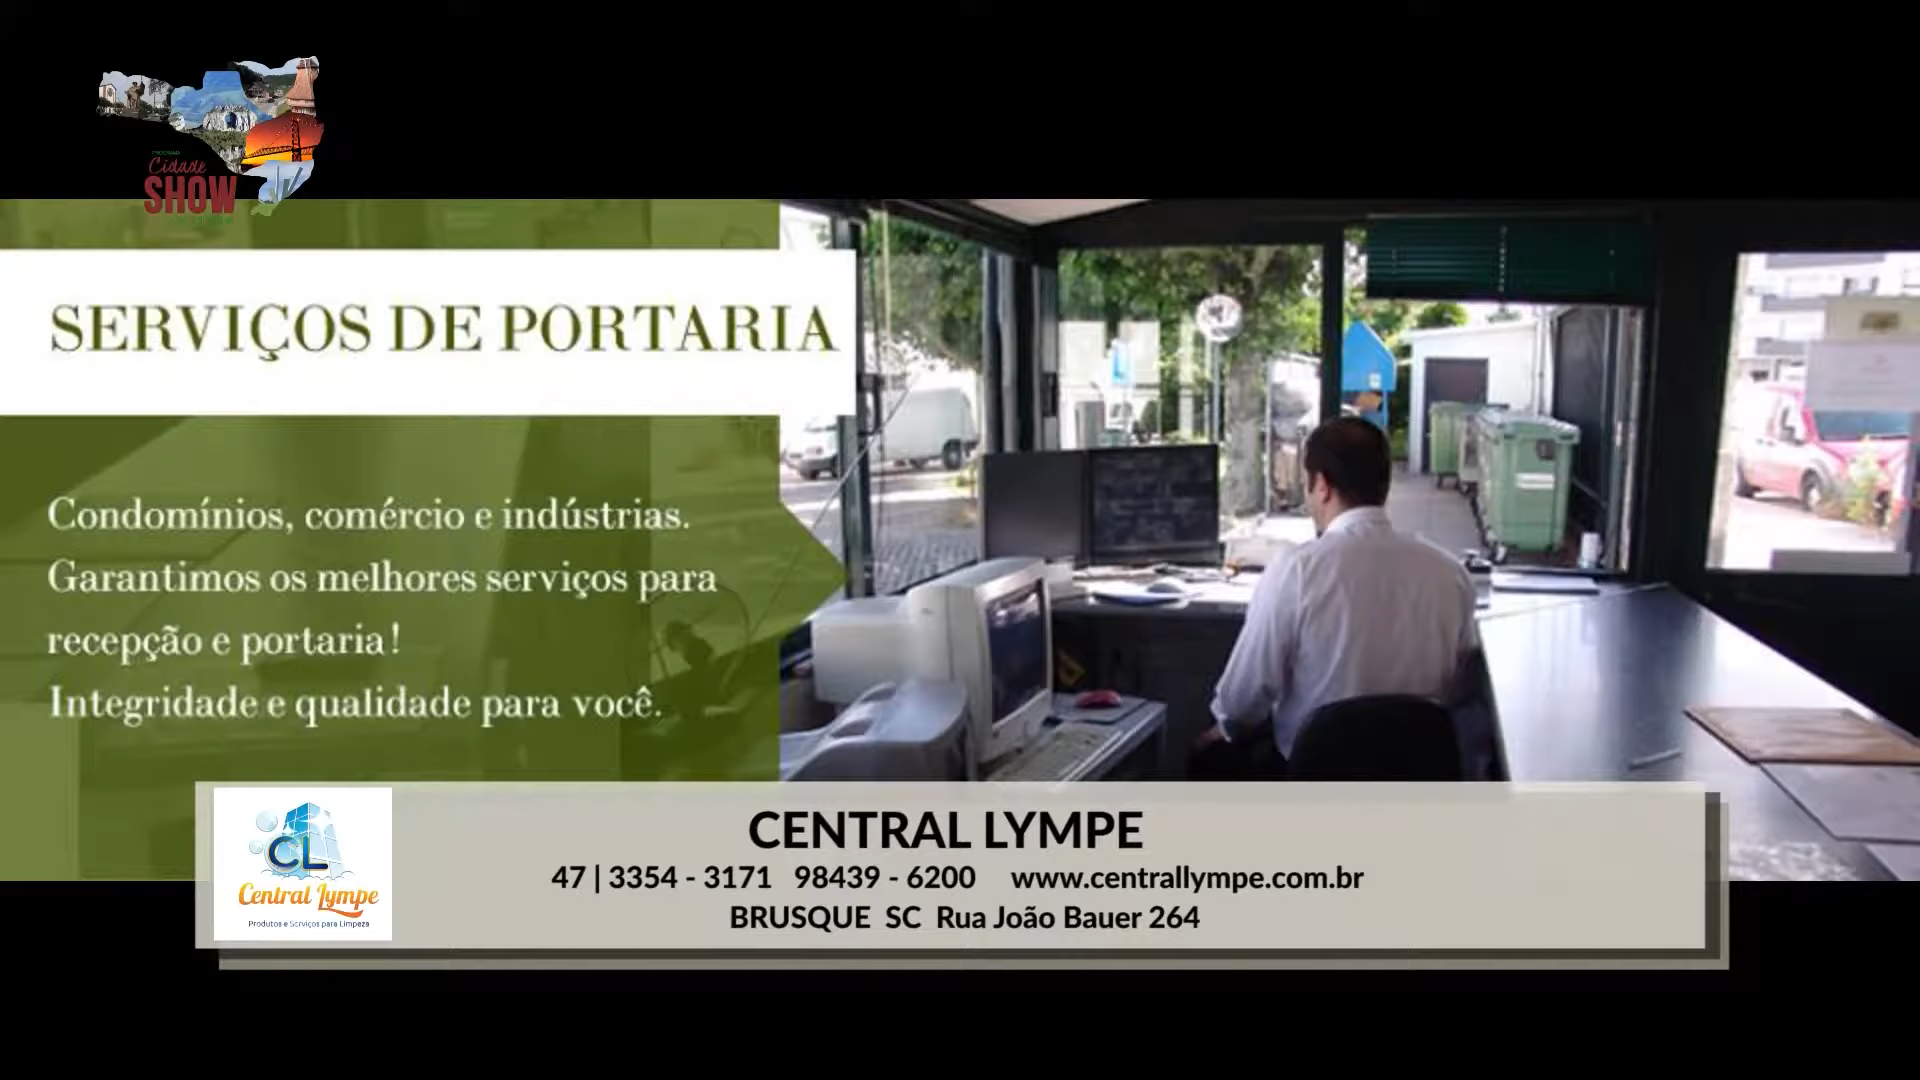 PROGRAMA
Cidade
SHOW
SERVIÇOS DE PORTARIA
Condomínios, comércio e indústrias.
Garantimos os melhores serviços para
recepção e portaria!
Integridade e qualidade para você.
CL
Central Lympe
Produtos e Serviços para Limpeza
CENTRAL LYMPE
47 | 3354 - 3171 98439 - 6200 www.centrallympe.com.br
BRUSQUE SC Rua João Bauer 264